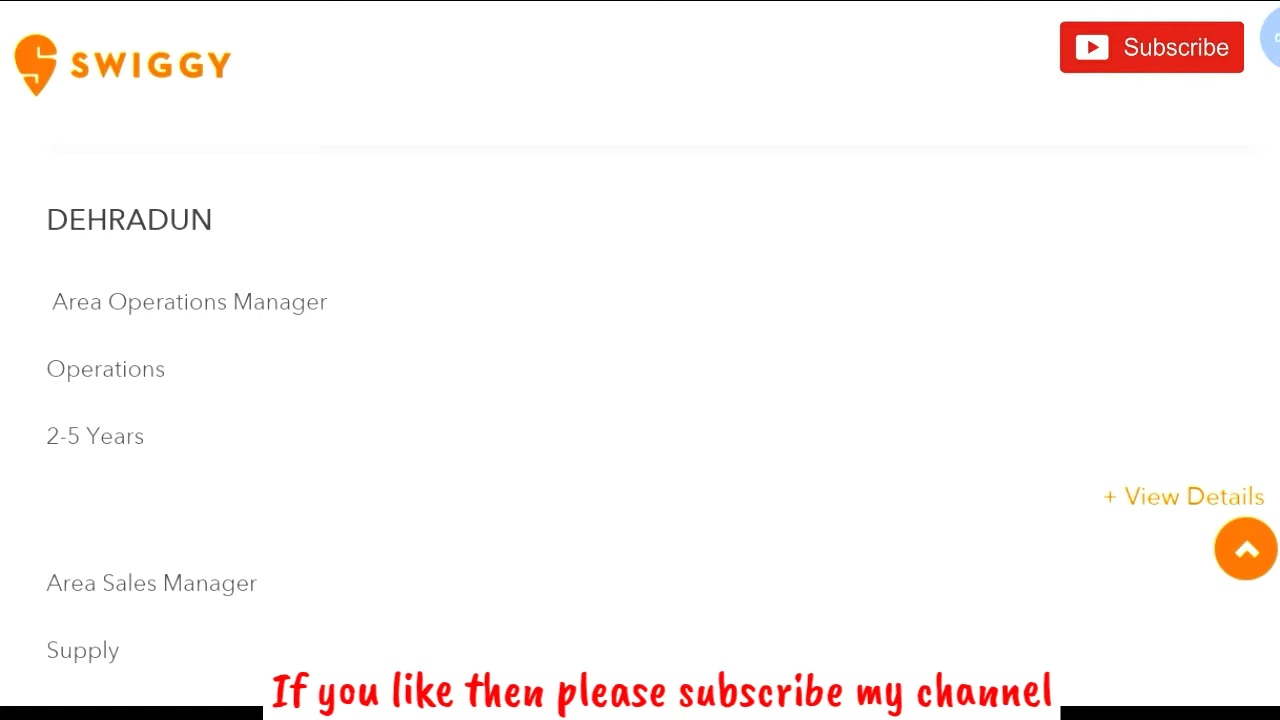 SWIGGY
Subscribe
DEHRADUN
Area Operations Manager
Operations
2-5 Years
+ View Details
Area Sales Manager
Supply
If you like then please subscribe my channel